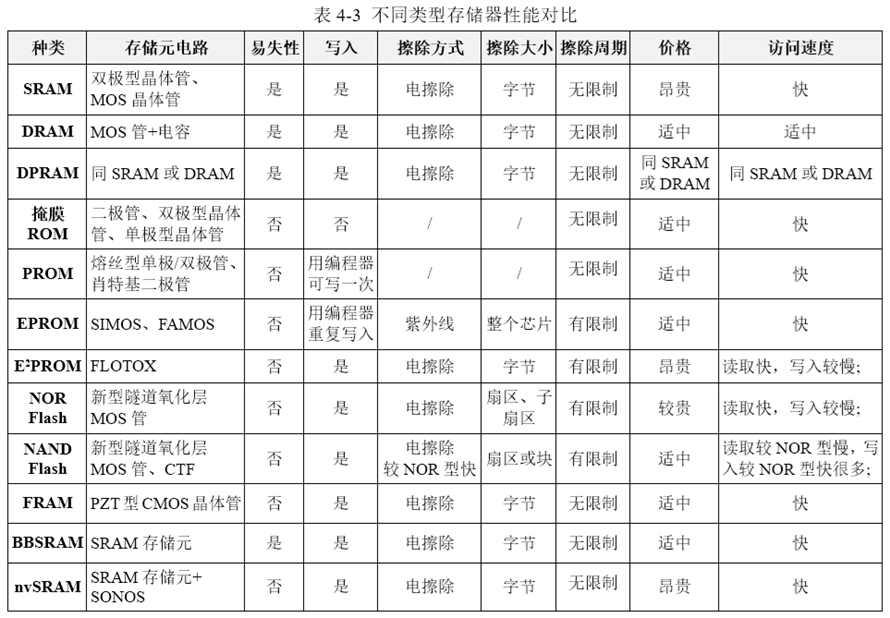 表 4-3 不同类型存储器性能对比
种类 存储元电路 易失性 写入 擦除方式 擦除大小 擦除周期 价格 访问速度
SRAM 双极型晶体管、 是 是 电擦除 字节 无限制 昂贵 快
MOS 晶体管
DRAM MOS 管+电容 是 是 电擦除 字节 无限制 适中 适中
DPRAM 同 SRAM 或 DRAM 是 是 电擦除 字节 无限制 同 SRAM 同 SRAM 或 DRAM
或 DRAM
掩膜 二极管、双极型晶体 否 否 / / 无限制 适中 快
ROM 管、单极型晶体管
PROM 熔丝型单极/双极管、 否 用编程器 / / 无限制 适中 快
肖特基二极管 可写一次
EPROM SIMOS、FAMOS 否 用编程器 紫外线 整个芯片 有限制 适中 快
重复写入
E²PROM FLOTOX 否 是 电擦除 字节 有限制 昂贵 读取快，写入较慢;
NOR 新型隧道氧化层 否 是 电擦除 扇区、子 有限制 较贵 读取快，写入较慢;
Flash MOS 管 扇区
NAND 新型隧道氧化层 否 是 电擦除 扇区或块 有限制 适中 读取较 NOR 型慢，写
Flash MOS 管、CTF 较 NOR 型快 入较 NOR 型快很多;
FRAM PZT 型 CMOS 晶体管 否 是 电擦除 字节 无限制 适中 快
BBSRAM SRAM 存储元 是 是 电擦除 字节 无限制 适中 快
nvSRAM SRAM 存储元+ 否 是 电擦除 字节 无限制 昂贵 快
SONOS